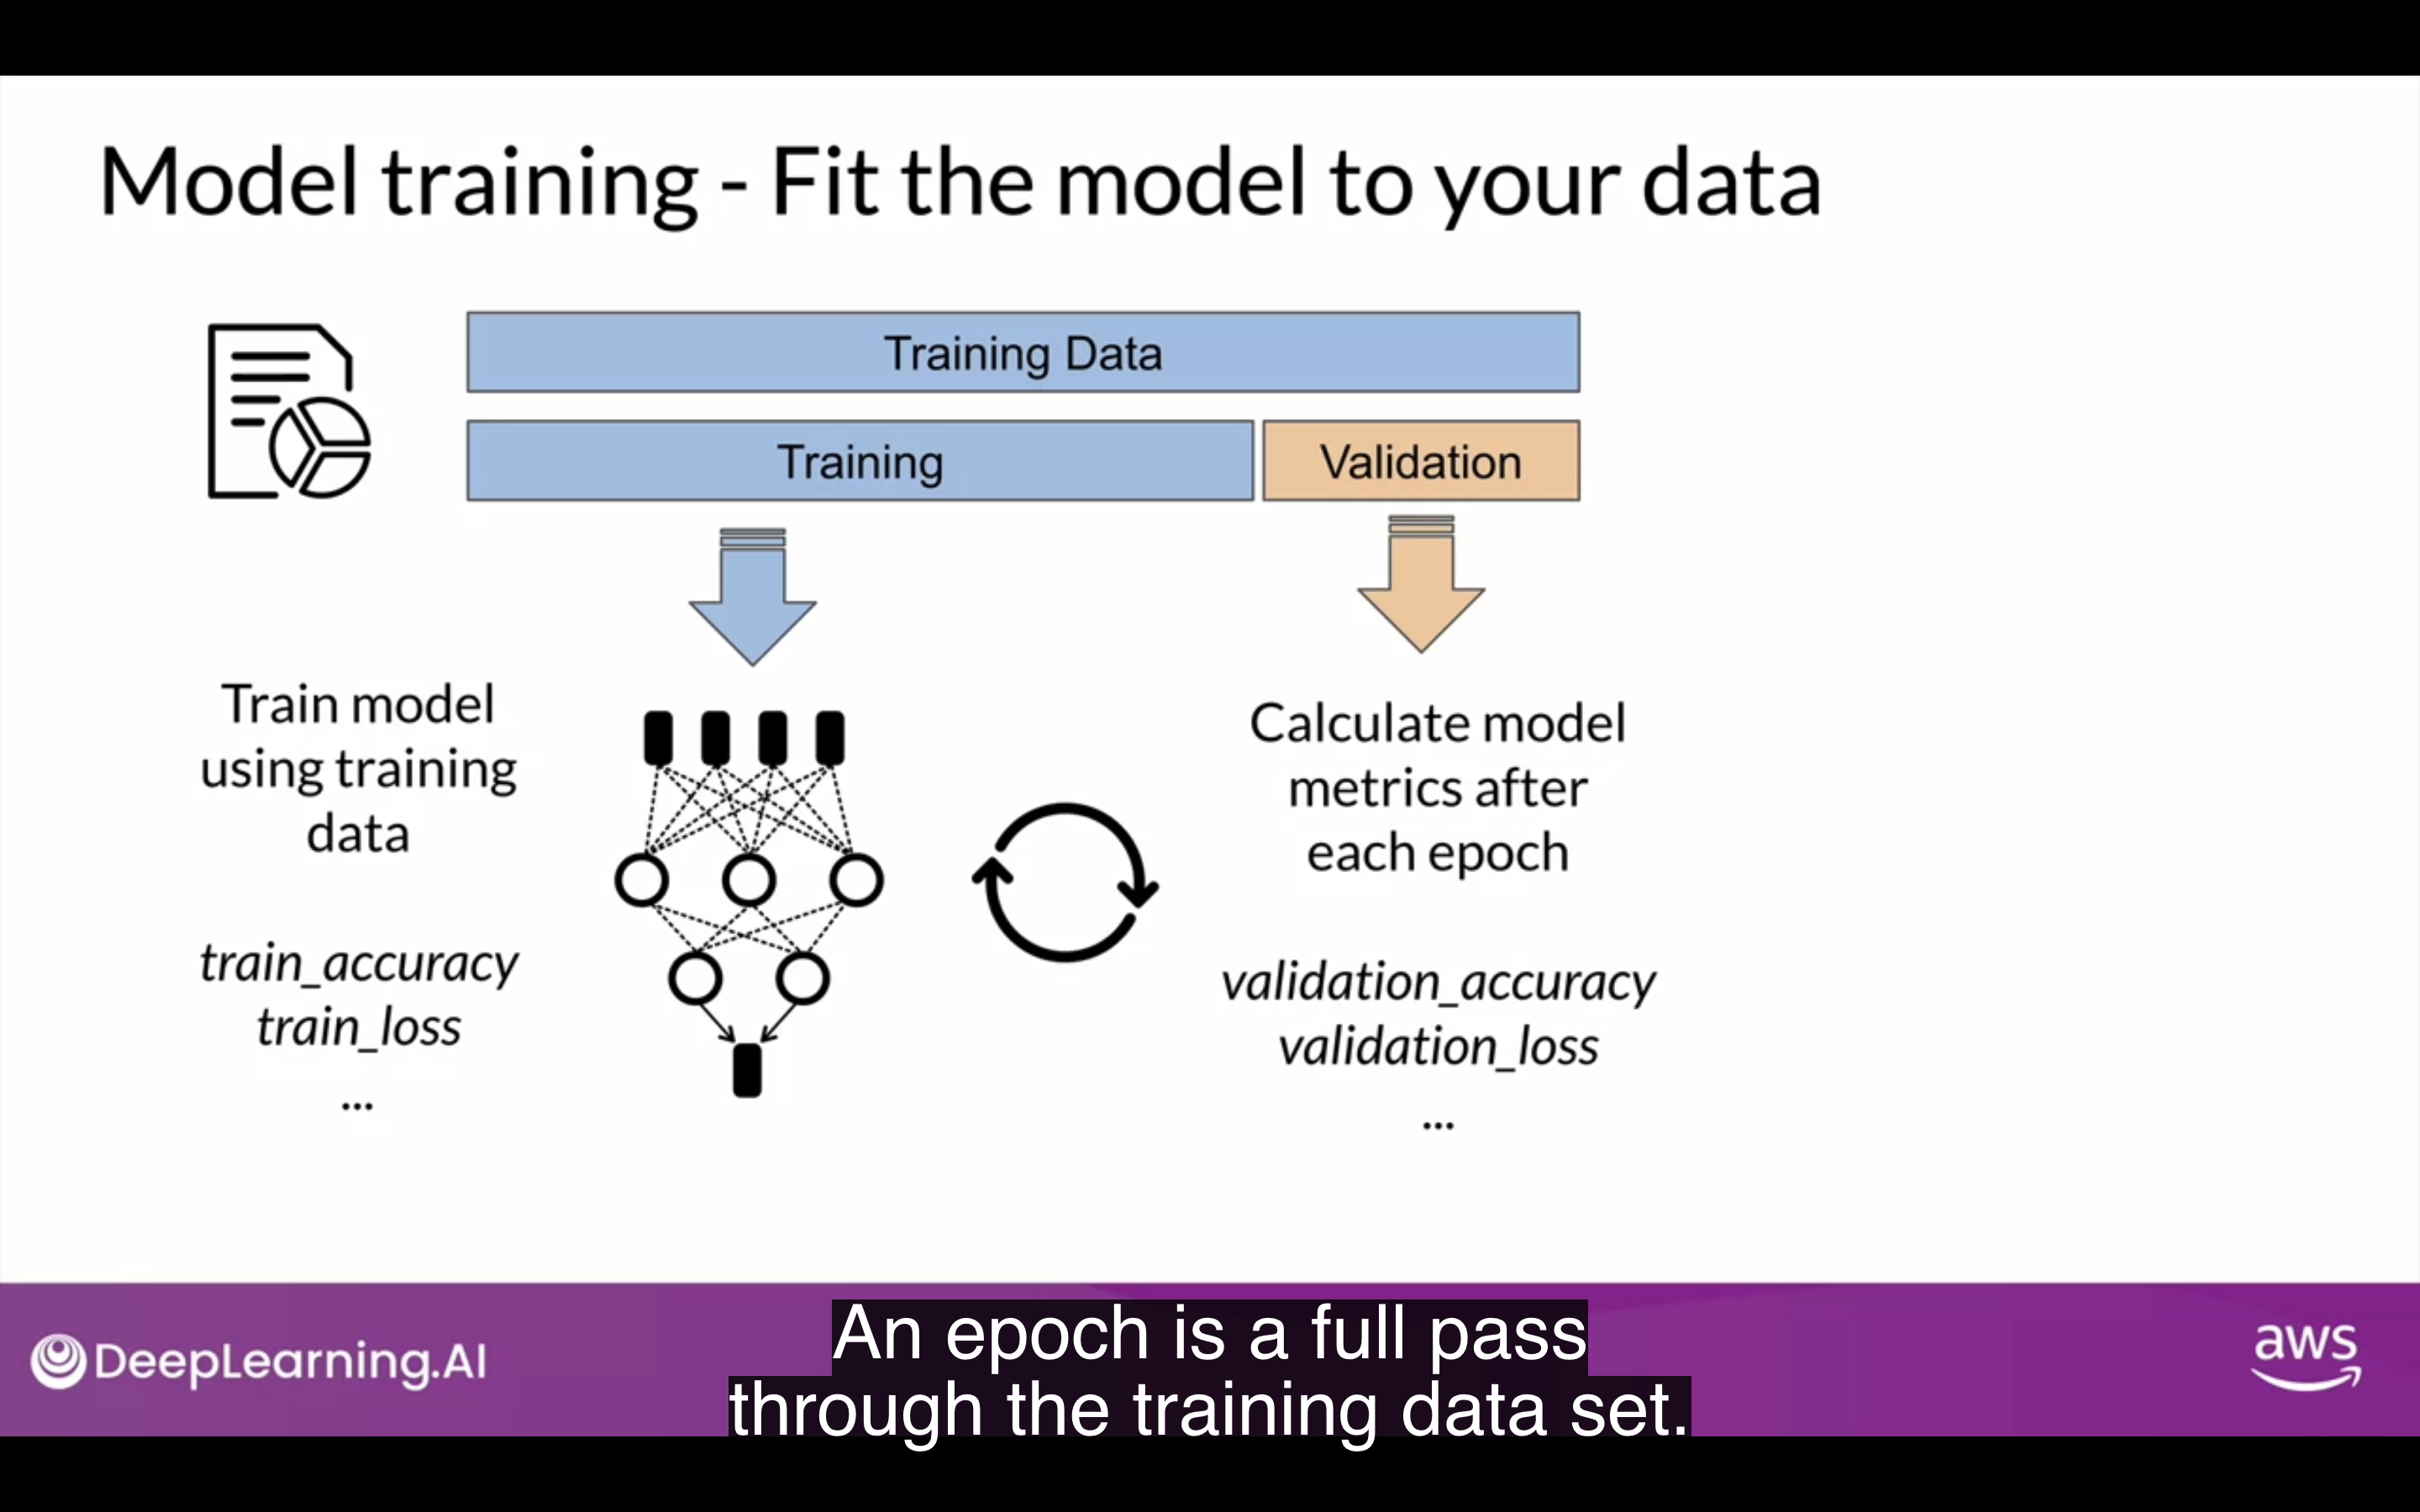 Model training - Fit the model to your data
Training Data
Training
Validation
Train model
using training
data
train_accuracy
train_loss
...
Calculate model
metrics after
each epoch
validation_accuracy
validation_loss
...
DeepLearning.AI
An epoch is a full pass
through the training data set.
aws